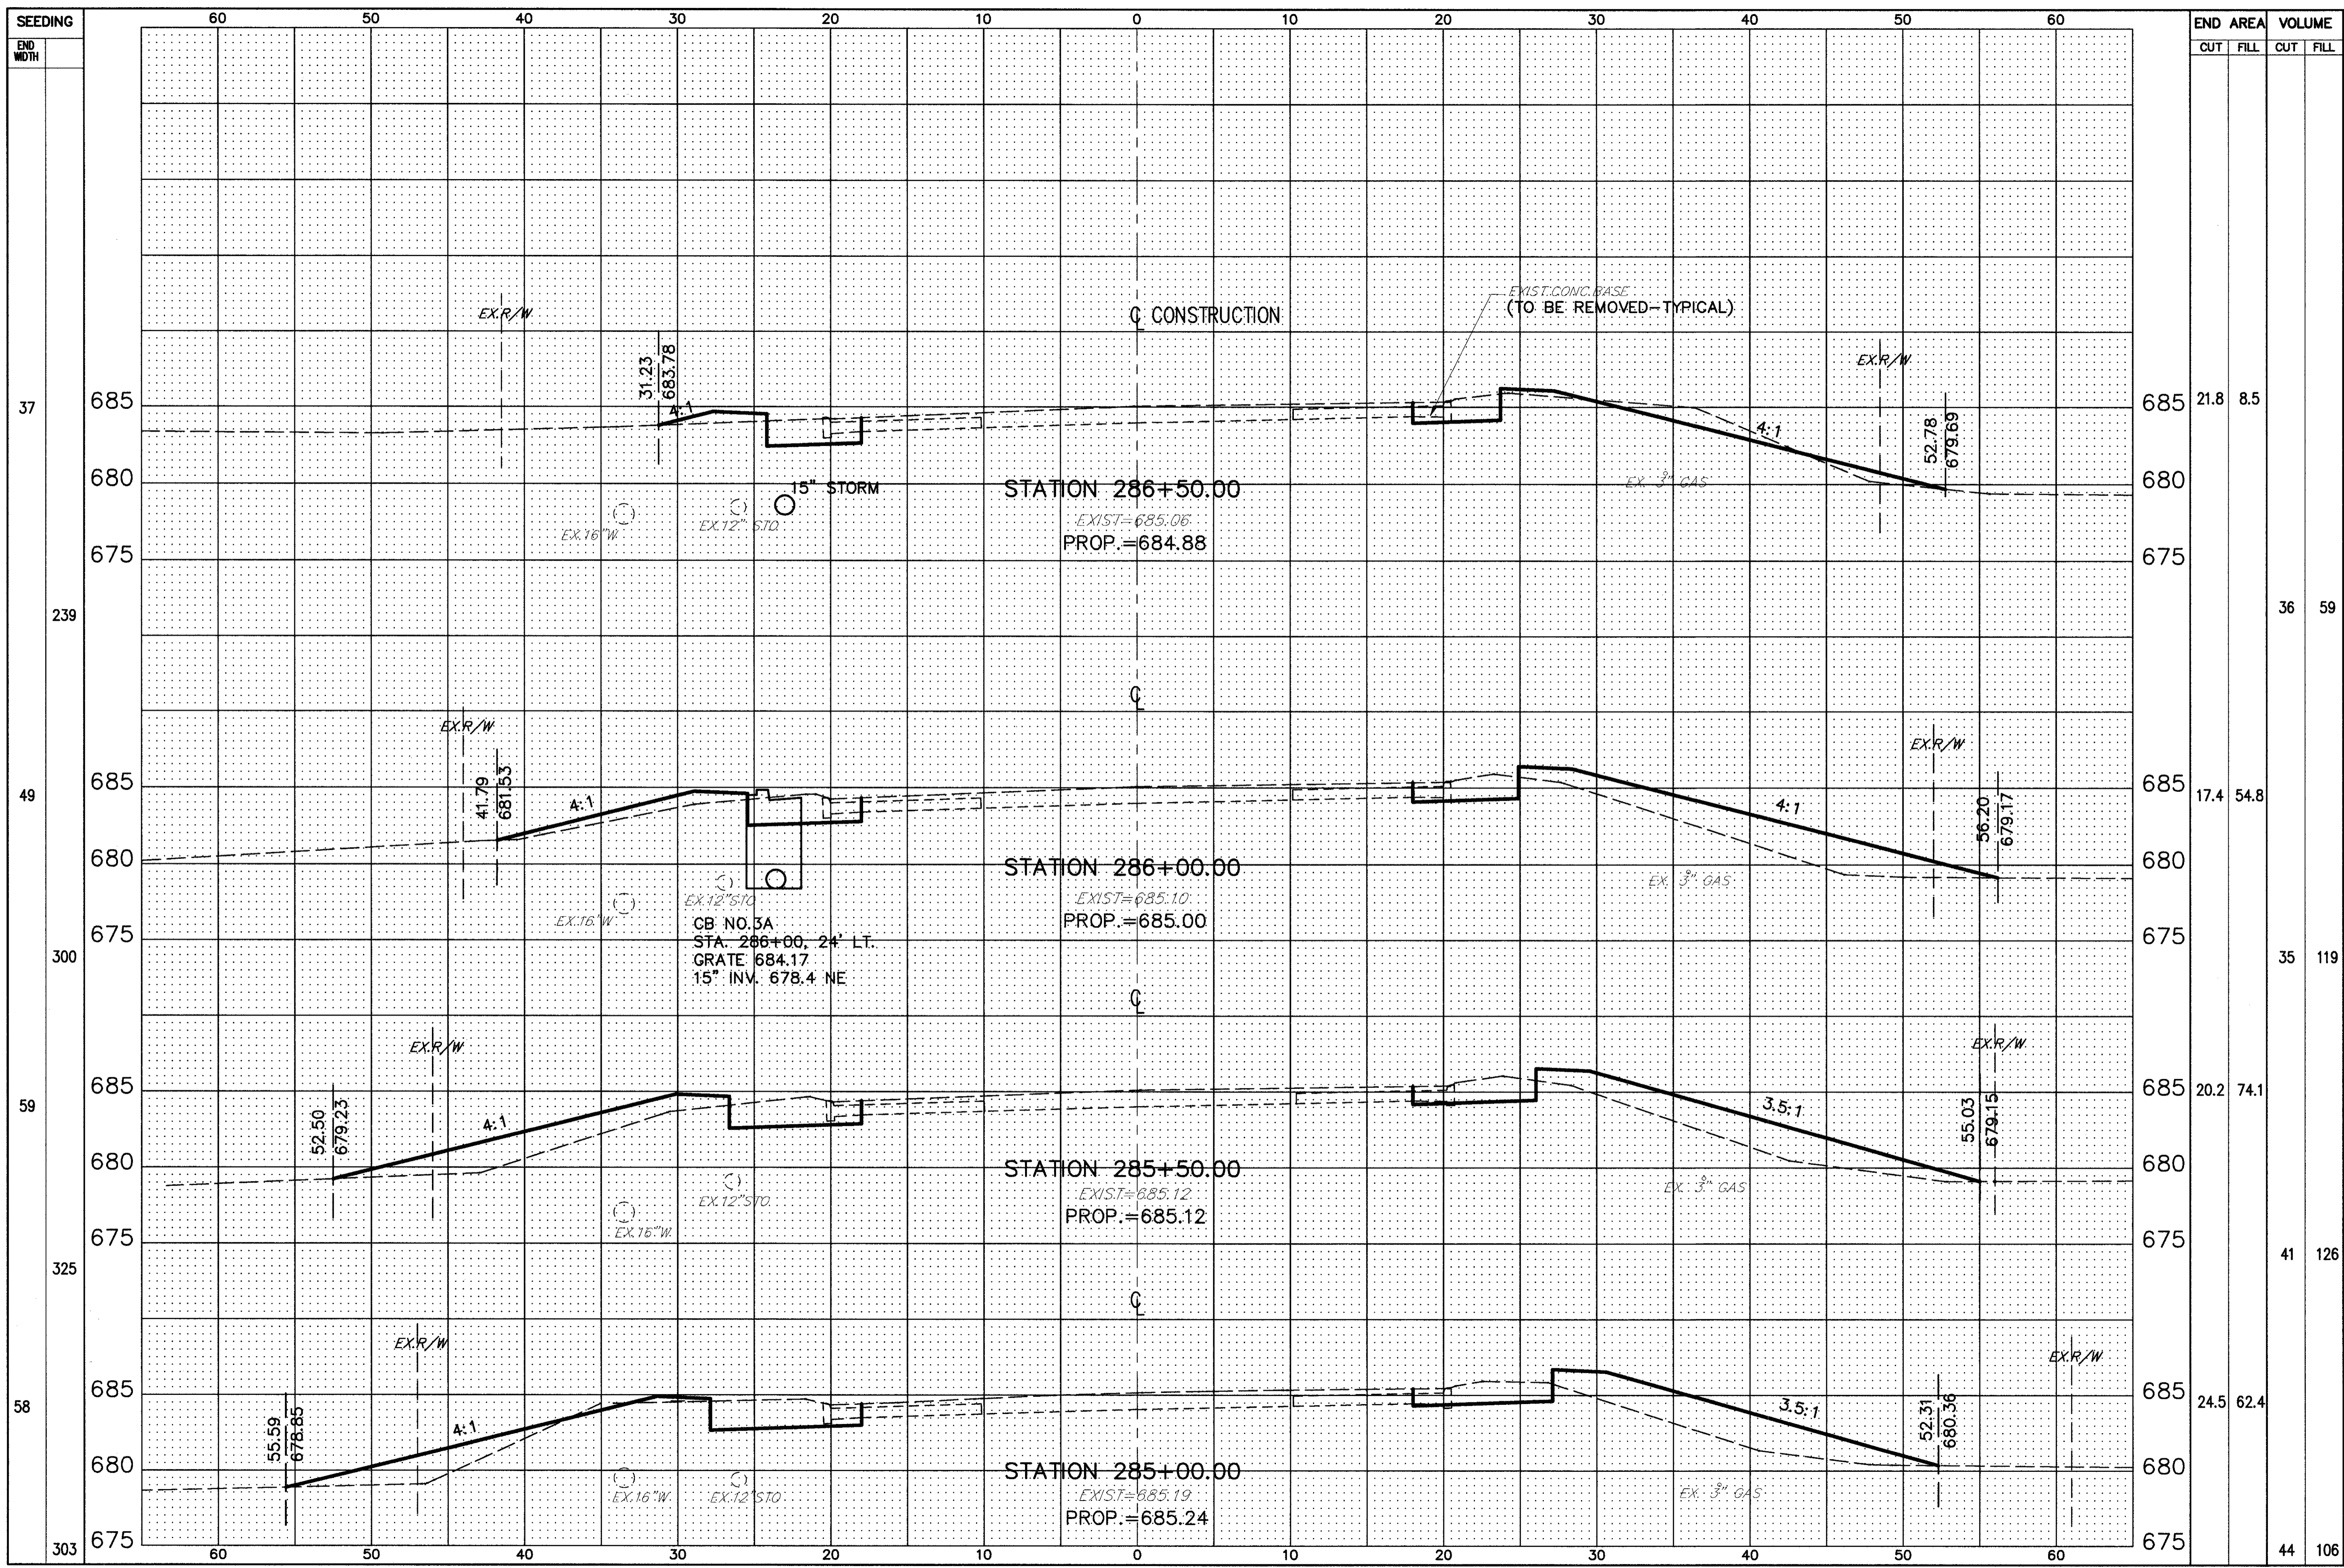 SEEDING
END WIDTH
60 50 40 30 20 10 0 10 20 30 40 50 60
END AREA VOLUME
CUT FILL CUT FILL
EX.R/W
31.23
683.78
4:1
℄ CONSTRUCTION
EXIST.CONC.BASE
(TO BE REMOVED-TYPICAL)
EX.R/W
4:1
52.78
679.69
37
685
685
21.8 8.5
680
680
15" STORM
EX.16"W
EX.12" STO
STATION 286+50.00
EXIST=685.06
PROP.=684.88
EX. 3" GAS
675
675
239
36 59
℄
EX.R/W
41.79
681.53
4:1
EX.R/W
4:1
56.20
679.17
49
685
685
17.4 54.8
680
680
STATION 286+00.00
EXIST=685.10
PROP.=685.00
EX. 3" GAS
EX.16"W
EX.12"STO
CB NO.3A
STA. 286+00, 24' LT.
GRATE 684.17
15" INV. 678.4 NE
675
675
300
35 119
℄
EX.R/W
52.50
679.23
4:1
EX.R/W
3.5:1
55.03
679.15
59
685
685
20.2 74.1
680
680
STATION 285+50.00
EXIST=685.12
PROP.=685.12
EX.12"STO
EX.16"W
EX. 3" GAS
675
675
325
41 126
℄
EX.R/W
55.59
678.85
4:1
EX.R/W
3.5:1
52.31
680.36
58
685
685
24.5 62.4
680
680
STATION 285+00.00
EXIST=685.19
PROP.=685.24
EX.16"W
EX.12"STO
EX. 3" GAS
675
675
303
44 106
60 50 40 30 20 10 0 10 20 30 40 50 60